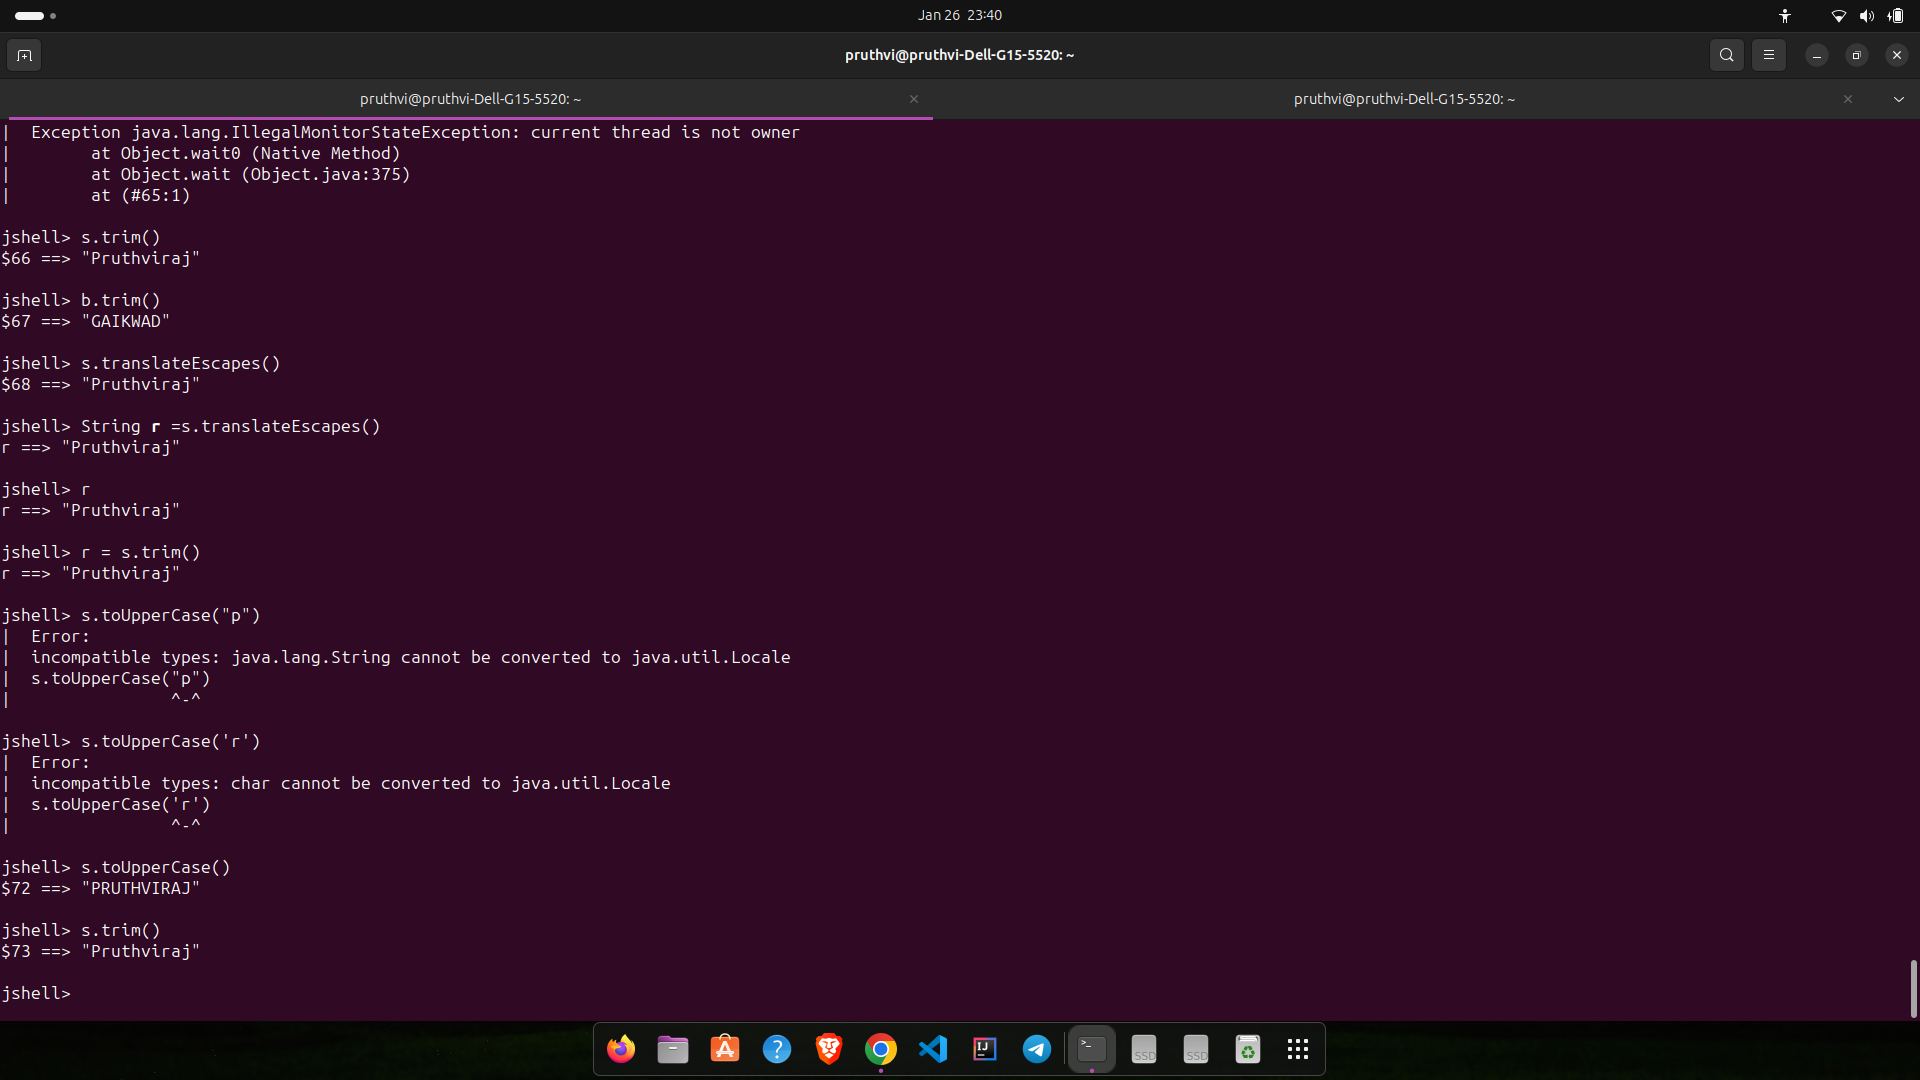 Jan 26 23:40
pruthvi@pruthvi-Dell-G15-5520: ~
pruthvi@pruthvi-Dell-G15-5520: ~
pruthvi@pruthvi-Dell-G15-5520: ~
|  Exception java.lang.IllegalMonitorStateException: current thread is not owner
|        at Object.wait0 (Native Method)
|        at Object.wait (Object.java:375)
|        at (#65:1)
jshell> s.trim()
$66 ==> "Pruthviraj"
jshell> b.trim()
$67 ==> "GAIKWAD"
jshell> s.translateEscapes()
$68 ==> "Pruthviraj"
jshell> String r =s.translateEscapes()
r ==> "Pruthviraj"
jshell> r
r ==> "Pruthviraj"
jshell> r = s.trim()
r ==> "Pruthviraj"
jshell> s.toUpperCase("p")
|  Error:
|  incompatible types: java.lang.String cannot be converted to java.util.Locale
|  s.toUpperCase("p")
|                ^-^
jshell> s.toUpperCase('r')
|  Error:
|  incompatible types: char cannot be converted to java.util.Locale
|  s.toUpperCase('r')
|                ^-^
jshell> s.toUpperCase()
$72 ==> "PRUTHVIRAJ"
jshell> s.trim()
$73 ==> "Pruthviraj"
jshell>
IJ
>_
SSD
SSD